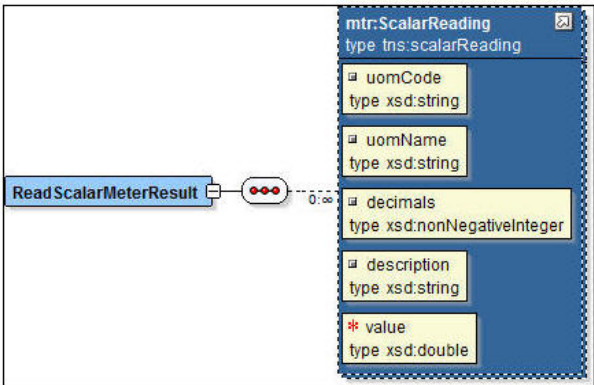 mtr:ScalarReading
type tns:scalarReading
uomCode
type xsd:string
uomName
type xsd:string
ReadScalarMeterResult
0:∞
decimals
type xsd:nonNegativeInteger
description
type xsd:string
* value
type xsd:double